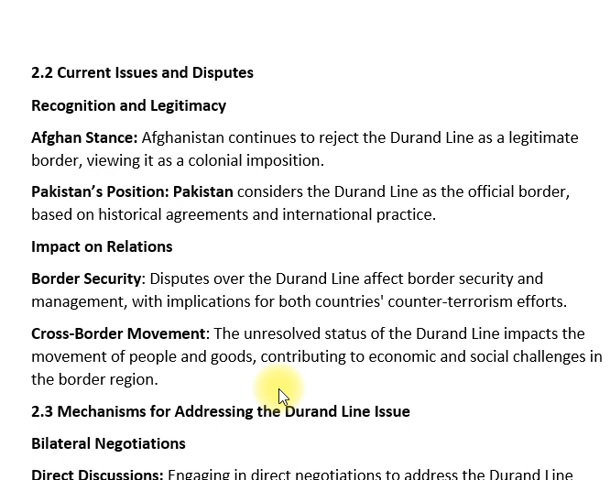 2.2 Current Issues and Disputes
Recognition and Legitimacy
Afghan Stance: Afghanistan continues to reject the Durand Line as a legitimate
border, viewing it as a colonial imposition.
Pakistan’s Position: Pakistan considers the Durand Line as the official border,
based on historical agreements and international practice.
Impact on Relations
Border Security: Disputes over the Durand Line affect border security and
management, with implications for both countries' counter-terrorism efforts.
Cross-Border Movement: The unresolved status of the Durand Line impacts the
movement of people and goods, contributing to economic and social challenges in
the border region.
2.3 Mechanisms for Addressing the Durand Line Issue
Bilateral Negotiations
Direct Discussions: Engaging in direct negotiations to address the Durand Line